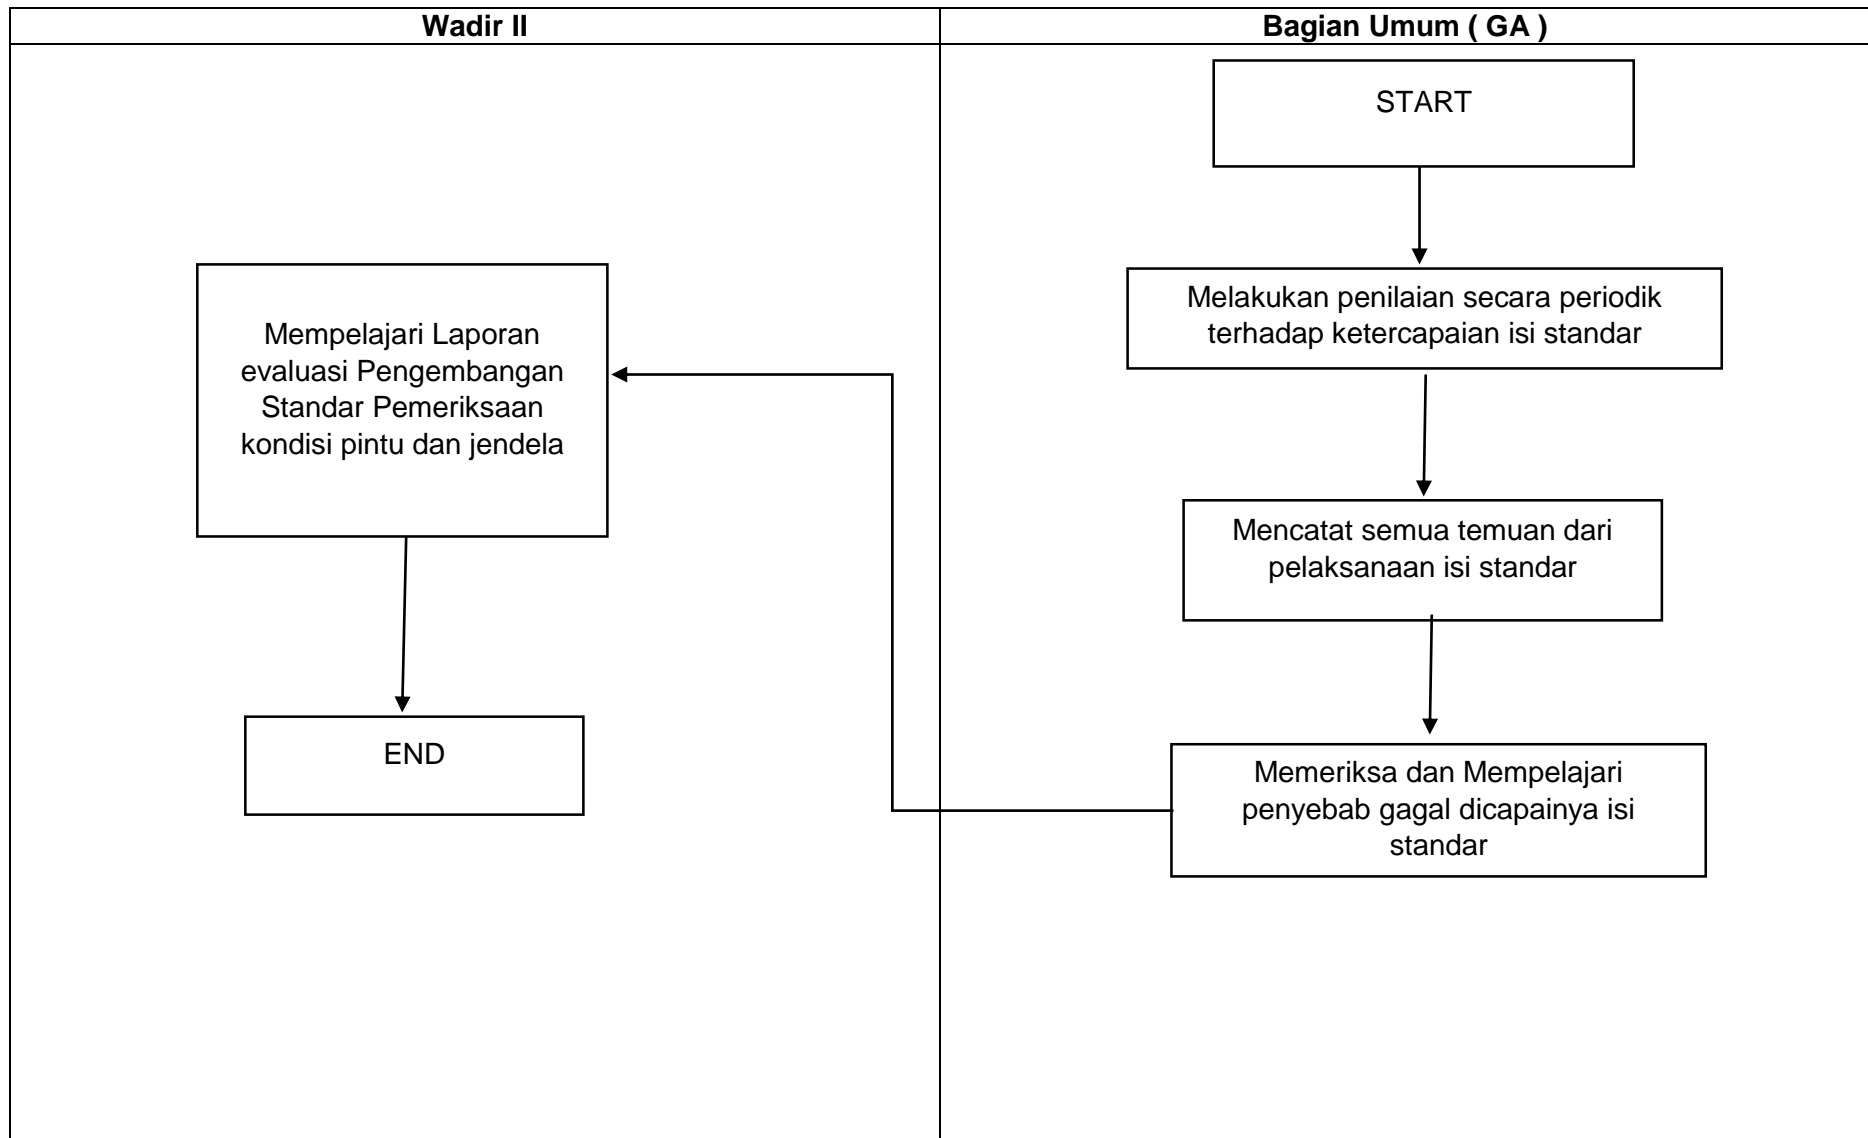 Wadir II
Bagian Umum ( GA )
START
Melakukan penilaian secara periodik
terhadap ketercapaian isi standar
Mencatat semua temuan dari
pelaksanaan isi standar
Memeriksa dan Mempelajari
penyebab gagal dicapainya isi
standar
Mempelajari Laporan
evaluasi Pengembangan
Standar Pemeriksaan
kondisi pintu dan jendela
END